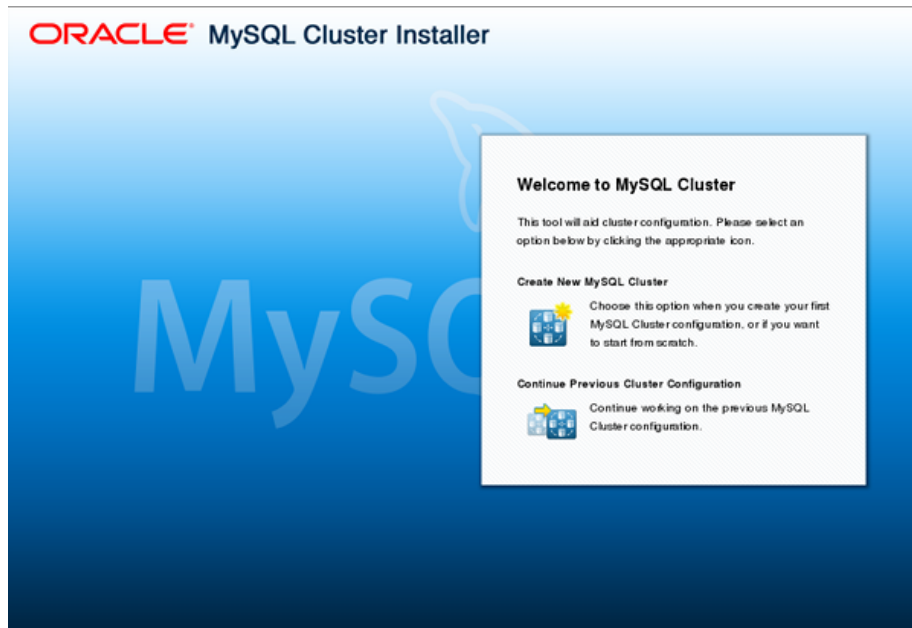 ORACLE® MySQL Cluster Installer
MySQ
Welcome to MySQL Cluster
This tool will aid cluster configuration. Please select an
option below by clicking the appropriate icon.
Create New MySQL Cluster
Choose this option when you create your first
MySQL Cluster configuration, or if you want
to start from scratch.
Continue Previous Cluster Configuration
Continue working on the previous MySQL
Cluster configuration.